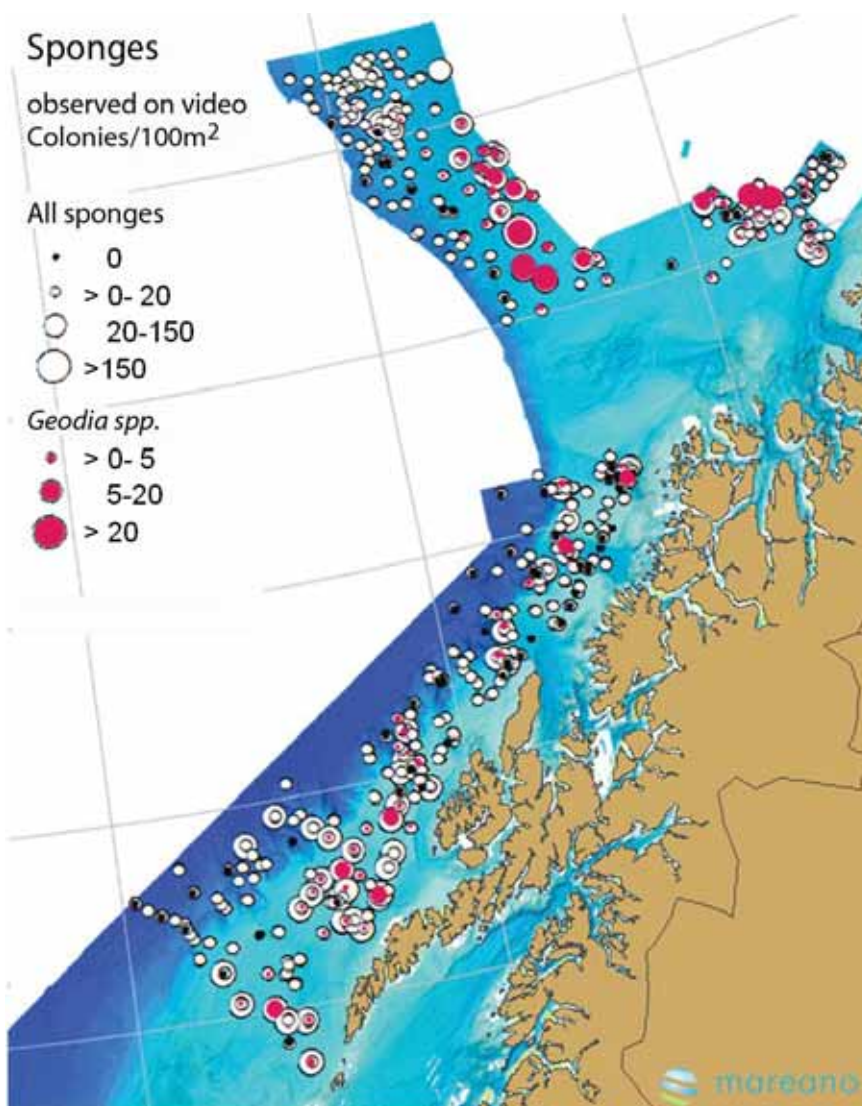 Sponges
observed on video
Colonies/100m²
All sponges
0
> 0- 20
20-150
>150
Geodia spp.
> 0- 5
5-20
> 20
mareano